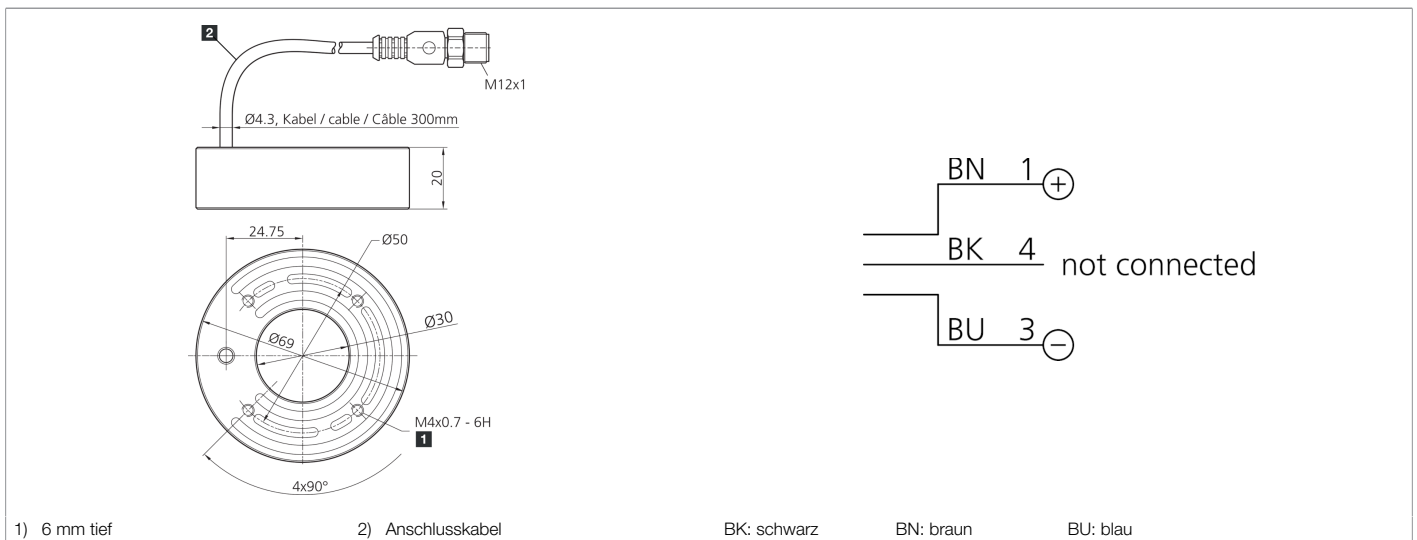 2
M12x1
Ø4.3, Kabel / cable / Câble 300mm
20
24.75
Ø50
Ø30
Ø69
M4x0.7 - 6H
1
4x90°
BN 1 +
BK 4 not connected
BU 3 −
1) 6 mm tief
2) Anschlusskabel
BK: schwarz
BN: braun
BU: blau